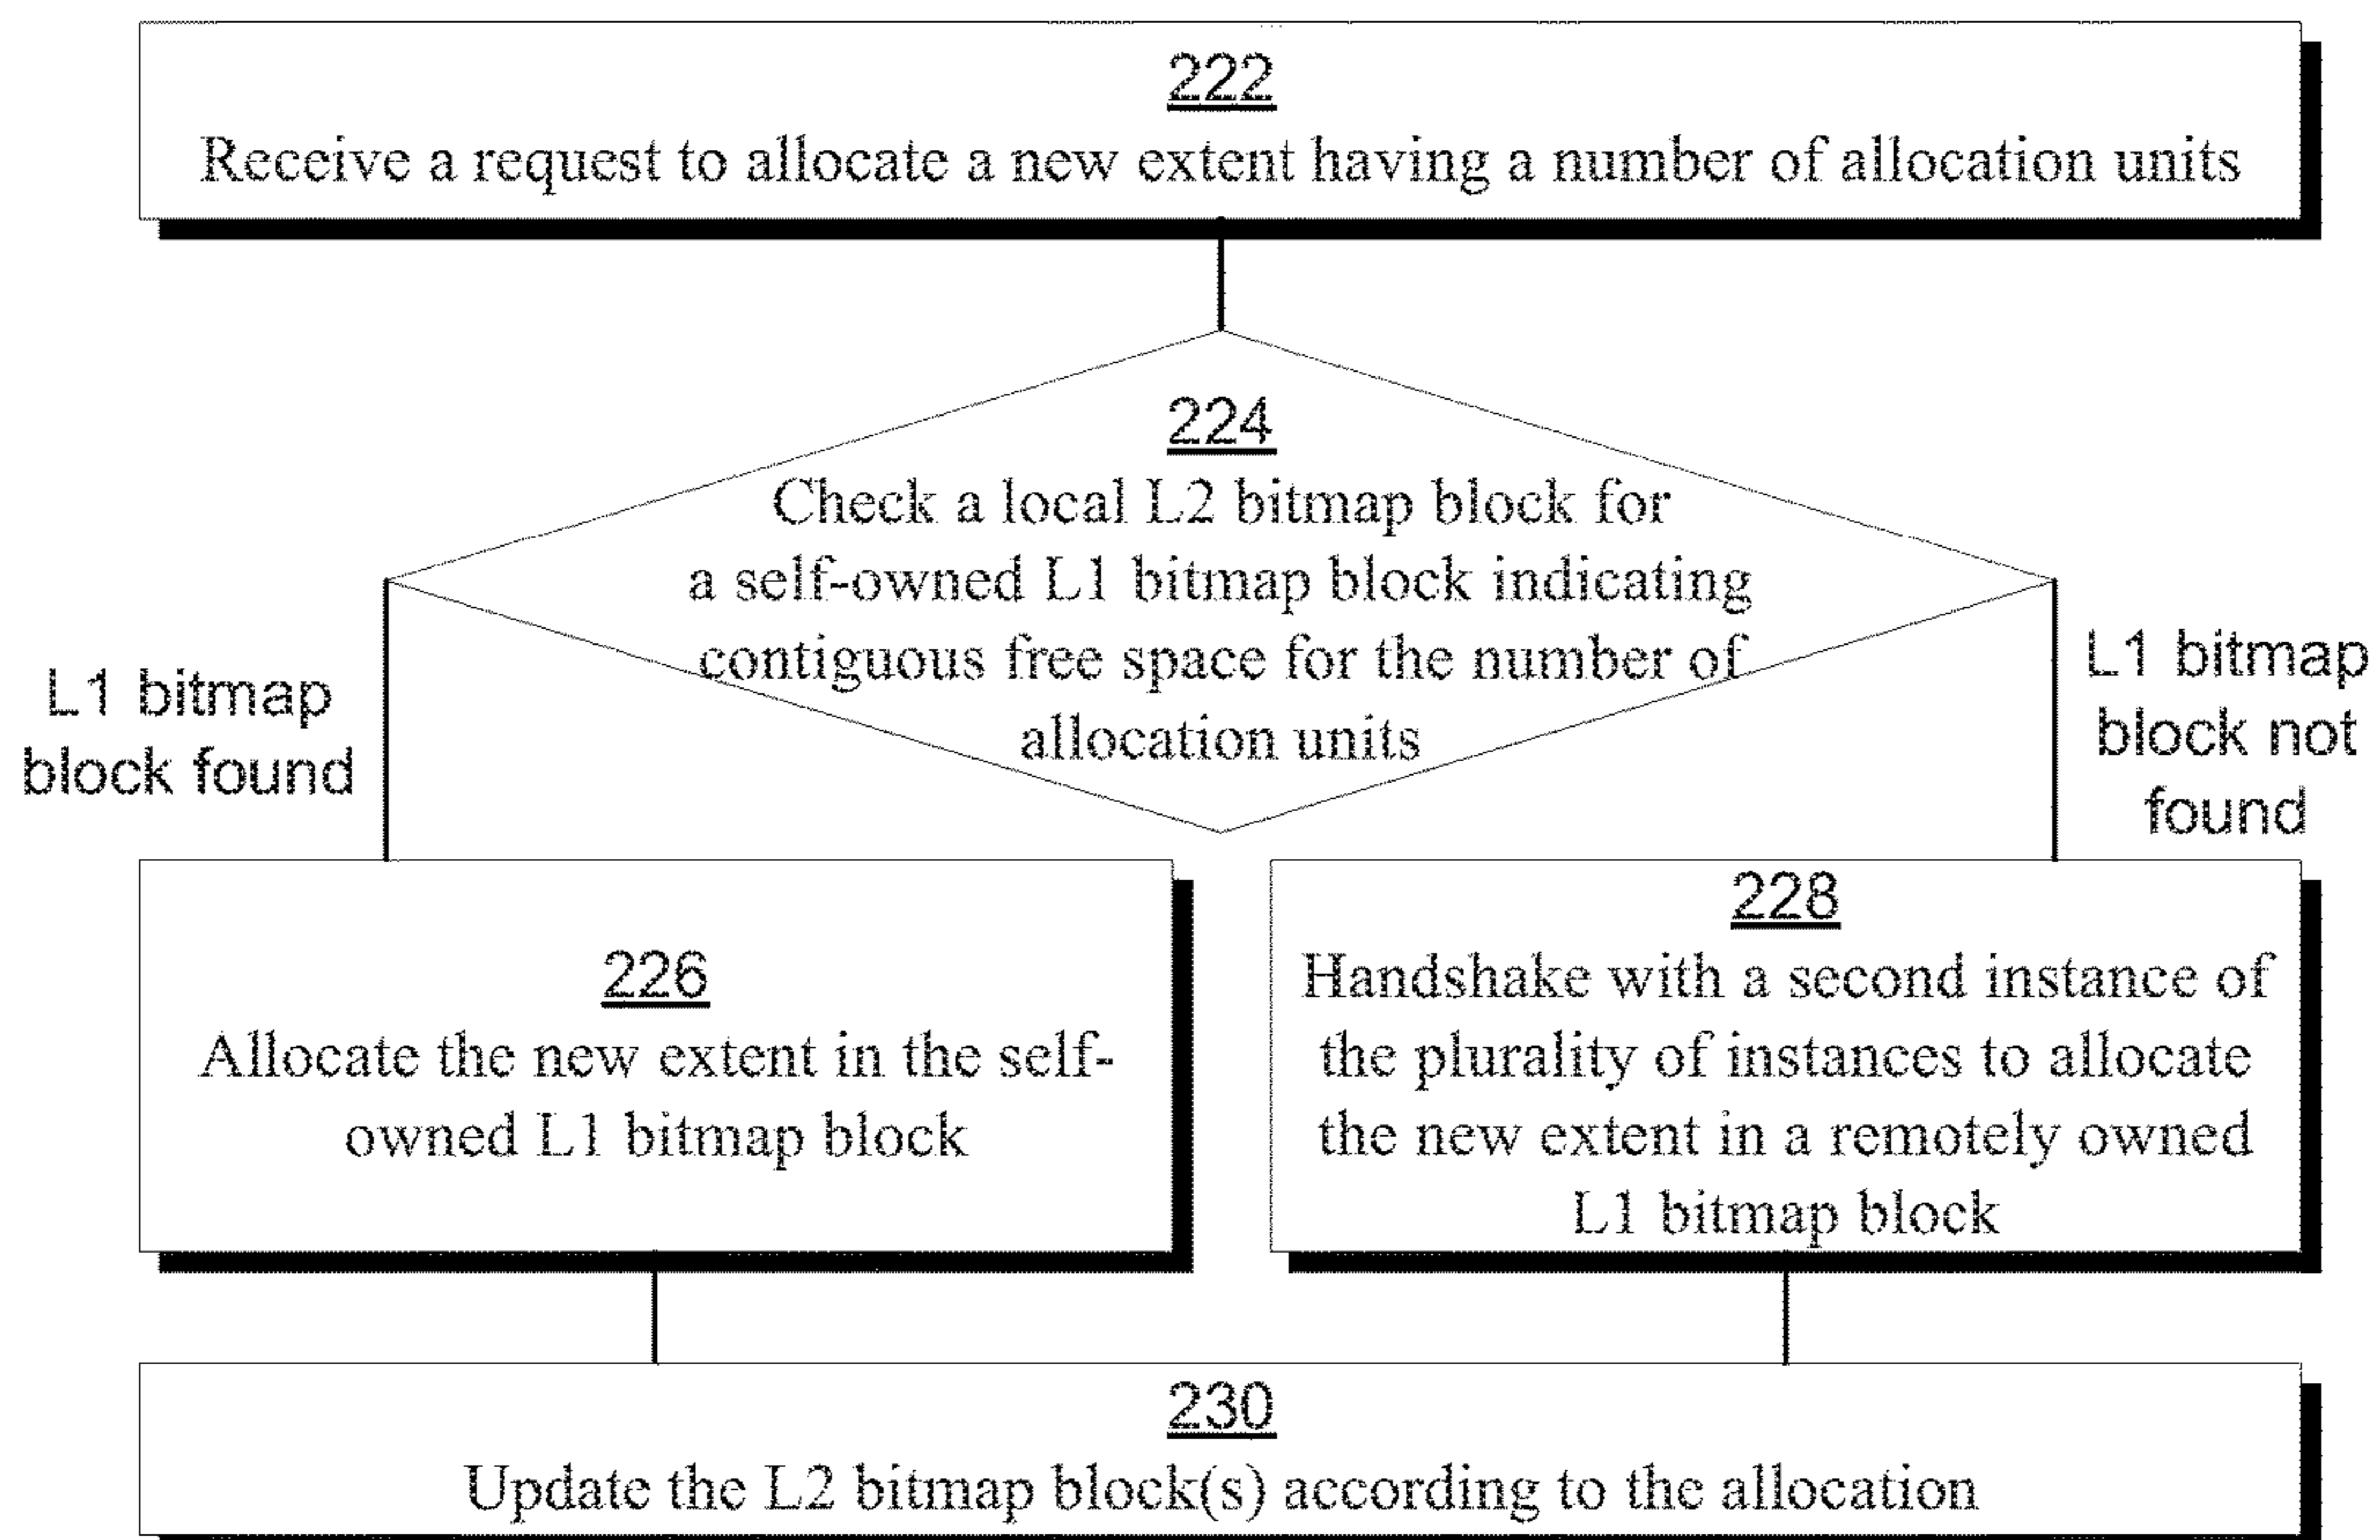 222
Receive a request to allocate a new extent having a number of allocation units
224
Check a local L2 bitmap block for
a self-owned L1 bitmap block indicating
contiguous free space for the number of
allocation units
L1 bitmap
block found
L1 bitmap
block not
found
226
Allocate the new extent in the self-
owned L1 bitmap block
228
Handshake with a second instance of
the plurality of instances to allocate
the new extent in a remotely owned
L1 bitmap block
230
Update the L2 bitmap block(s) according to the allocation